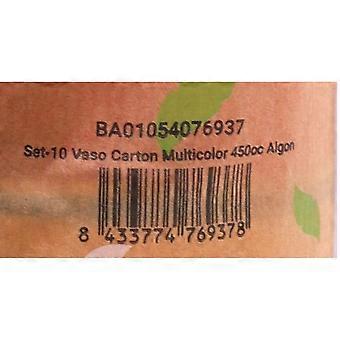 BA01054076937
Set-10 Vaso Carton Multicolor 450cc Algon
8 433774 769378